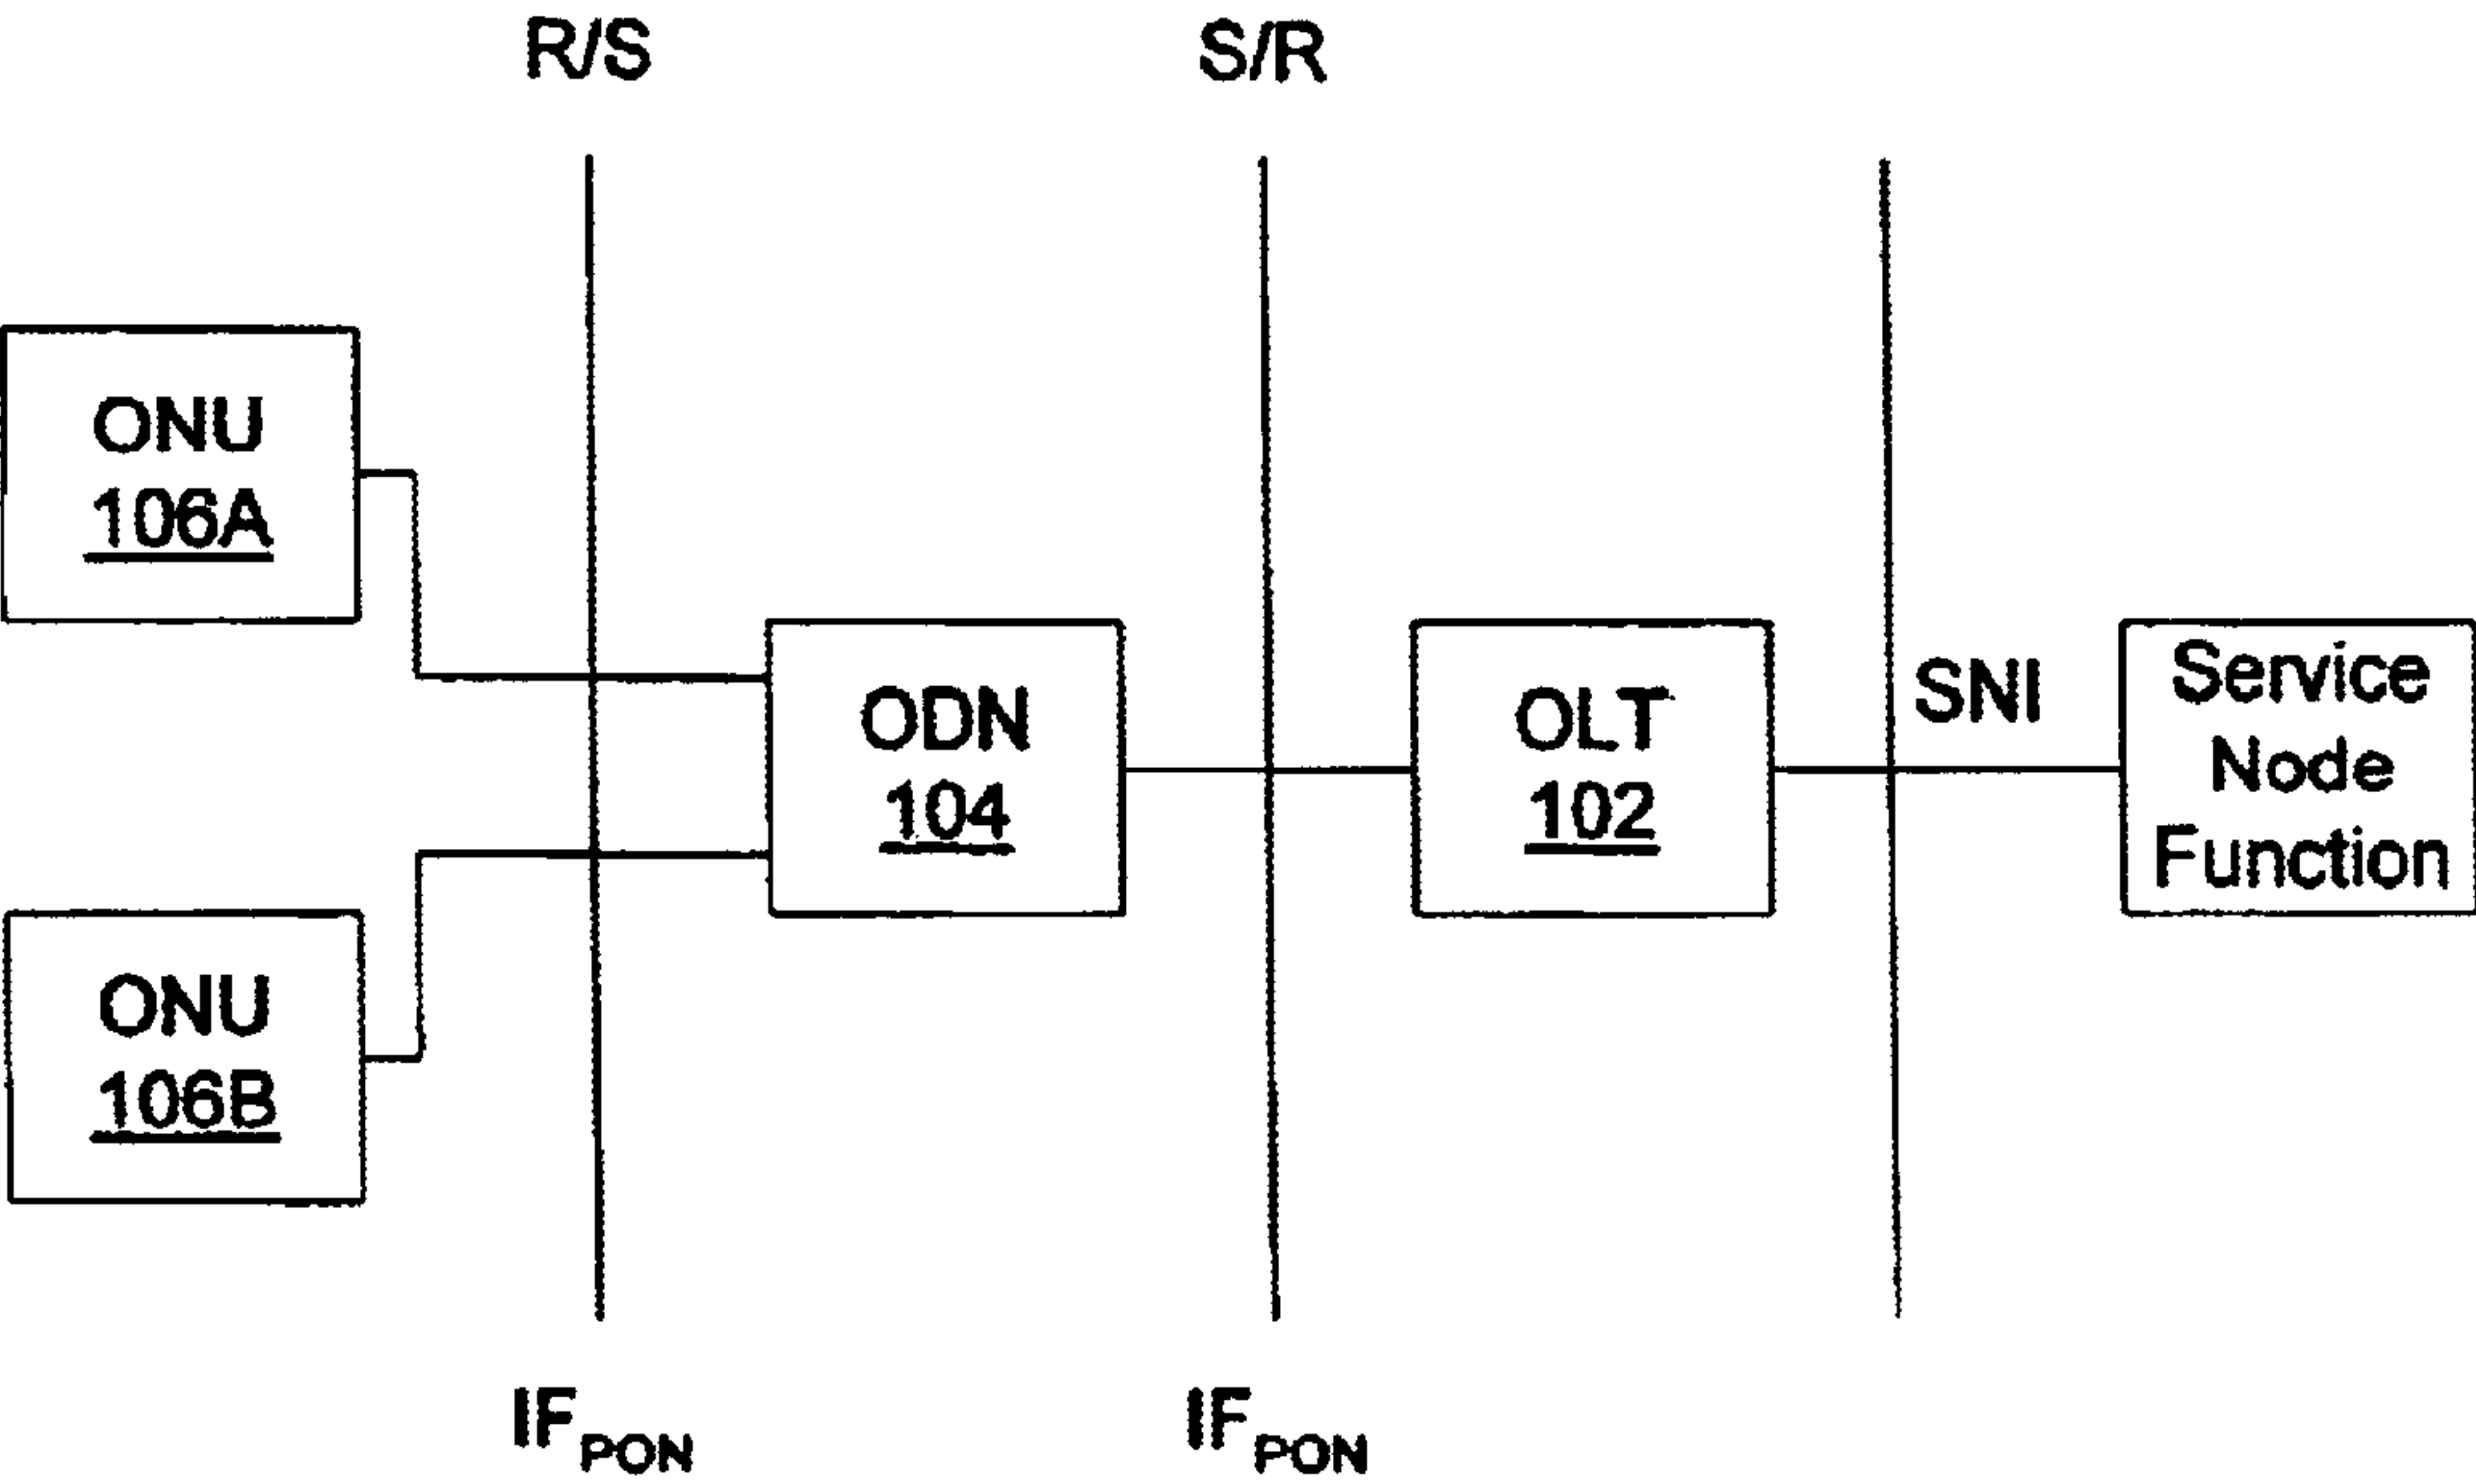 R/S
S/R
ONU
106A
ODN
104
OLT
102
SNI
Service
Node
Function
ONU
106B
IFPON
IFPON